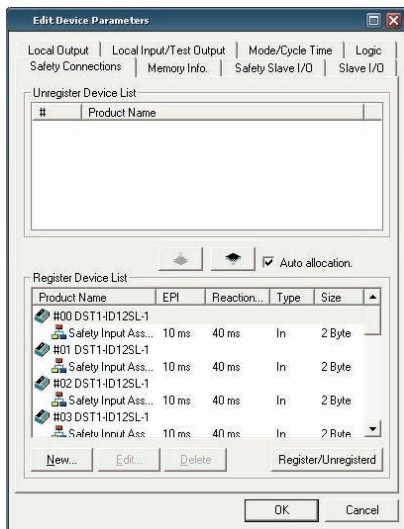 Edit Device Parameters
Local Output Local Input/Test Output Mode/Cycle Time Logic
Safety Connections Memory Info. Safety Slave I/O Slave I/O
Unregister Device List
# Product Name
Auto allocation.
Register Device List
Product Name EPI Reaction... Type Size
#00 DST1-ID12SL-1
Safety Input Ass... 10 ms 40 ms In 2 Byte
#01 DST1-ID12SL-1
Safety Input Ass... 10 ms 40 ms In 2 Byte
#02 DST1-ID12SL-1
Safety Input Ass... 10 ms 40 ms In 2 Byte
#03 DST1-ID12SL-1
Safety Input Ass... 10 ms 40 ms In 2 Byte
New... Edit... Delete Register/Unregisterd
OK Cancel